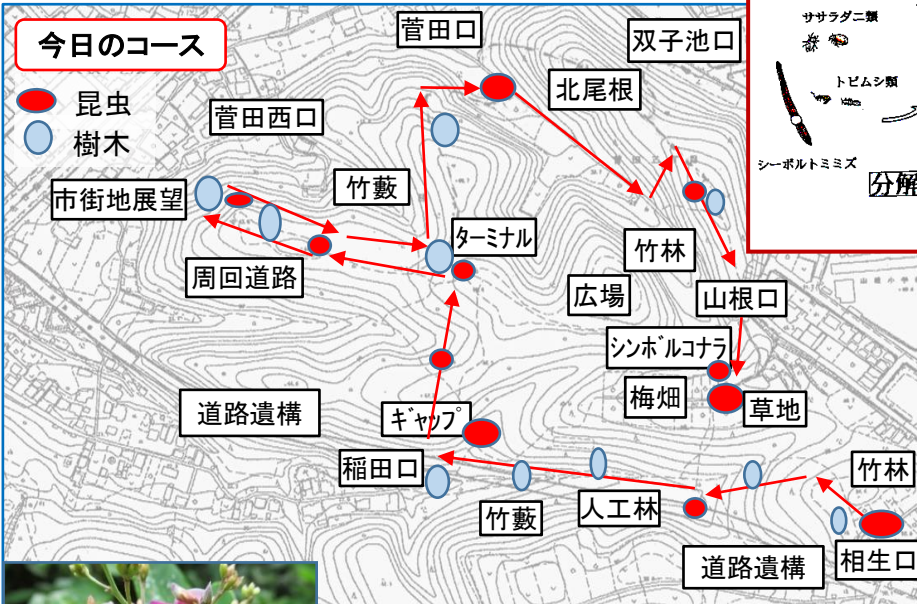 今日のコース
昆虫
樹木
菅田口
双子池口
北尾根
菅田西口
竹藪
市街地展望
ターミナル
周回道路
竹林
広場
山根口
シンボルコナラ
梅畑
草地
道路遺構
ギャップ
稲田口
竹藪
人工林
竹林
道路遺構
相生口
ササラダニ類
トビムシ類
シーボルトミミズ
分解